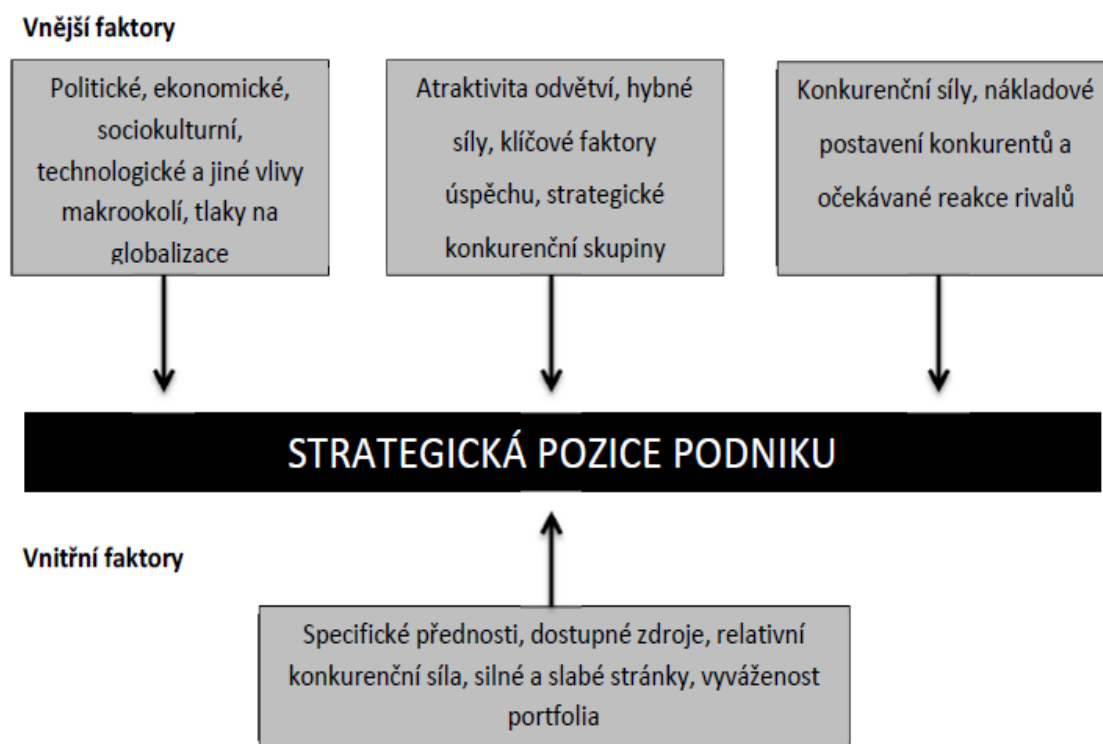 Vnější faktory
Politické, ekonomické,
sociokulturní,
technologické a jiné vlivy
makrookolí, tlaky na
globalizace
Atraktivita odvětví, hybné
síly, klíčové faktory
úspěchu, strategické
konkurenční skupiny
Konkurenční síly, nákladové
postavení konkurentů a
očekávané reakce rivalů
STRATEGICKÁ POZICE PODNIKU
Vnitřní faktory
Specifické přednosti, dostupné zdroje, relativní
konkurenční síla, silné a slabé stránky, vyváženost
portfolia